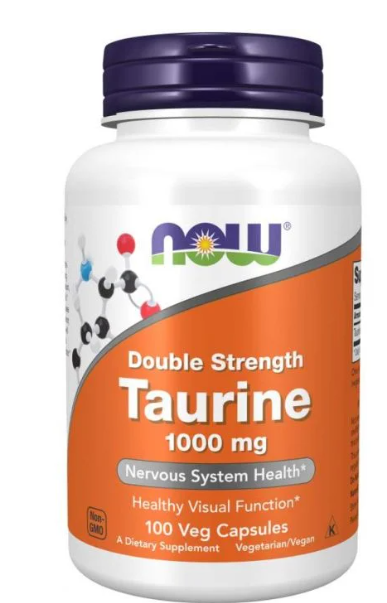 NOW®
Double Strength
Taurine
1000 mg
Nervous System Health*
Healthy Visual Function*
100 Veg Capsules
Non-
GMO
A Dietary Supplement Vegetarian/Vegan
K